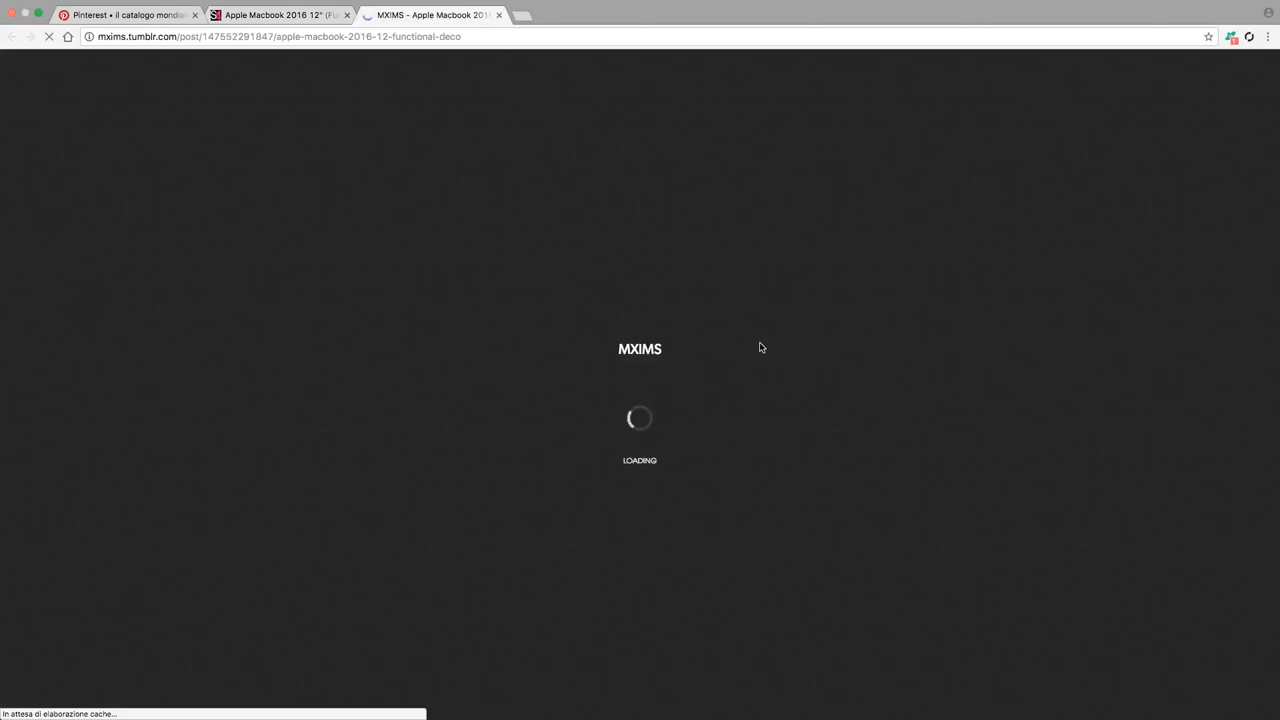 Pinterest • il catalogo mondia
Apple Macbook 2016 12" (Fu
MXIMS - Apple Macbook 201
mxims.tumblr.com/post/147552291847/apple-macbook-2016-12-functional-deco
MXIMS
LOADING
In attesa di elaborazione cache...